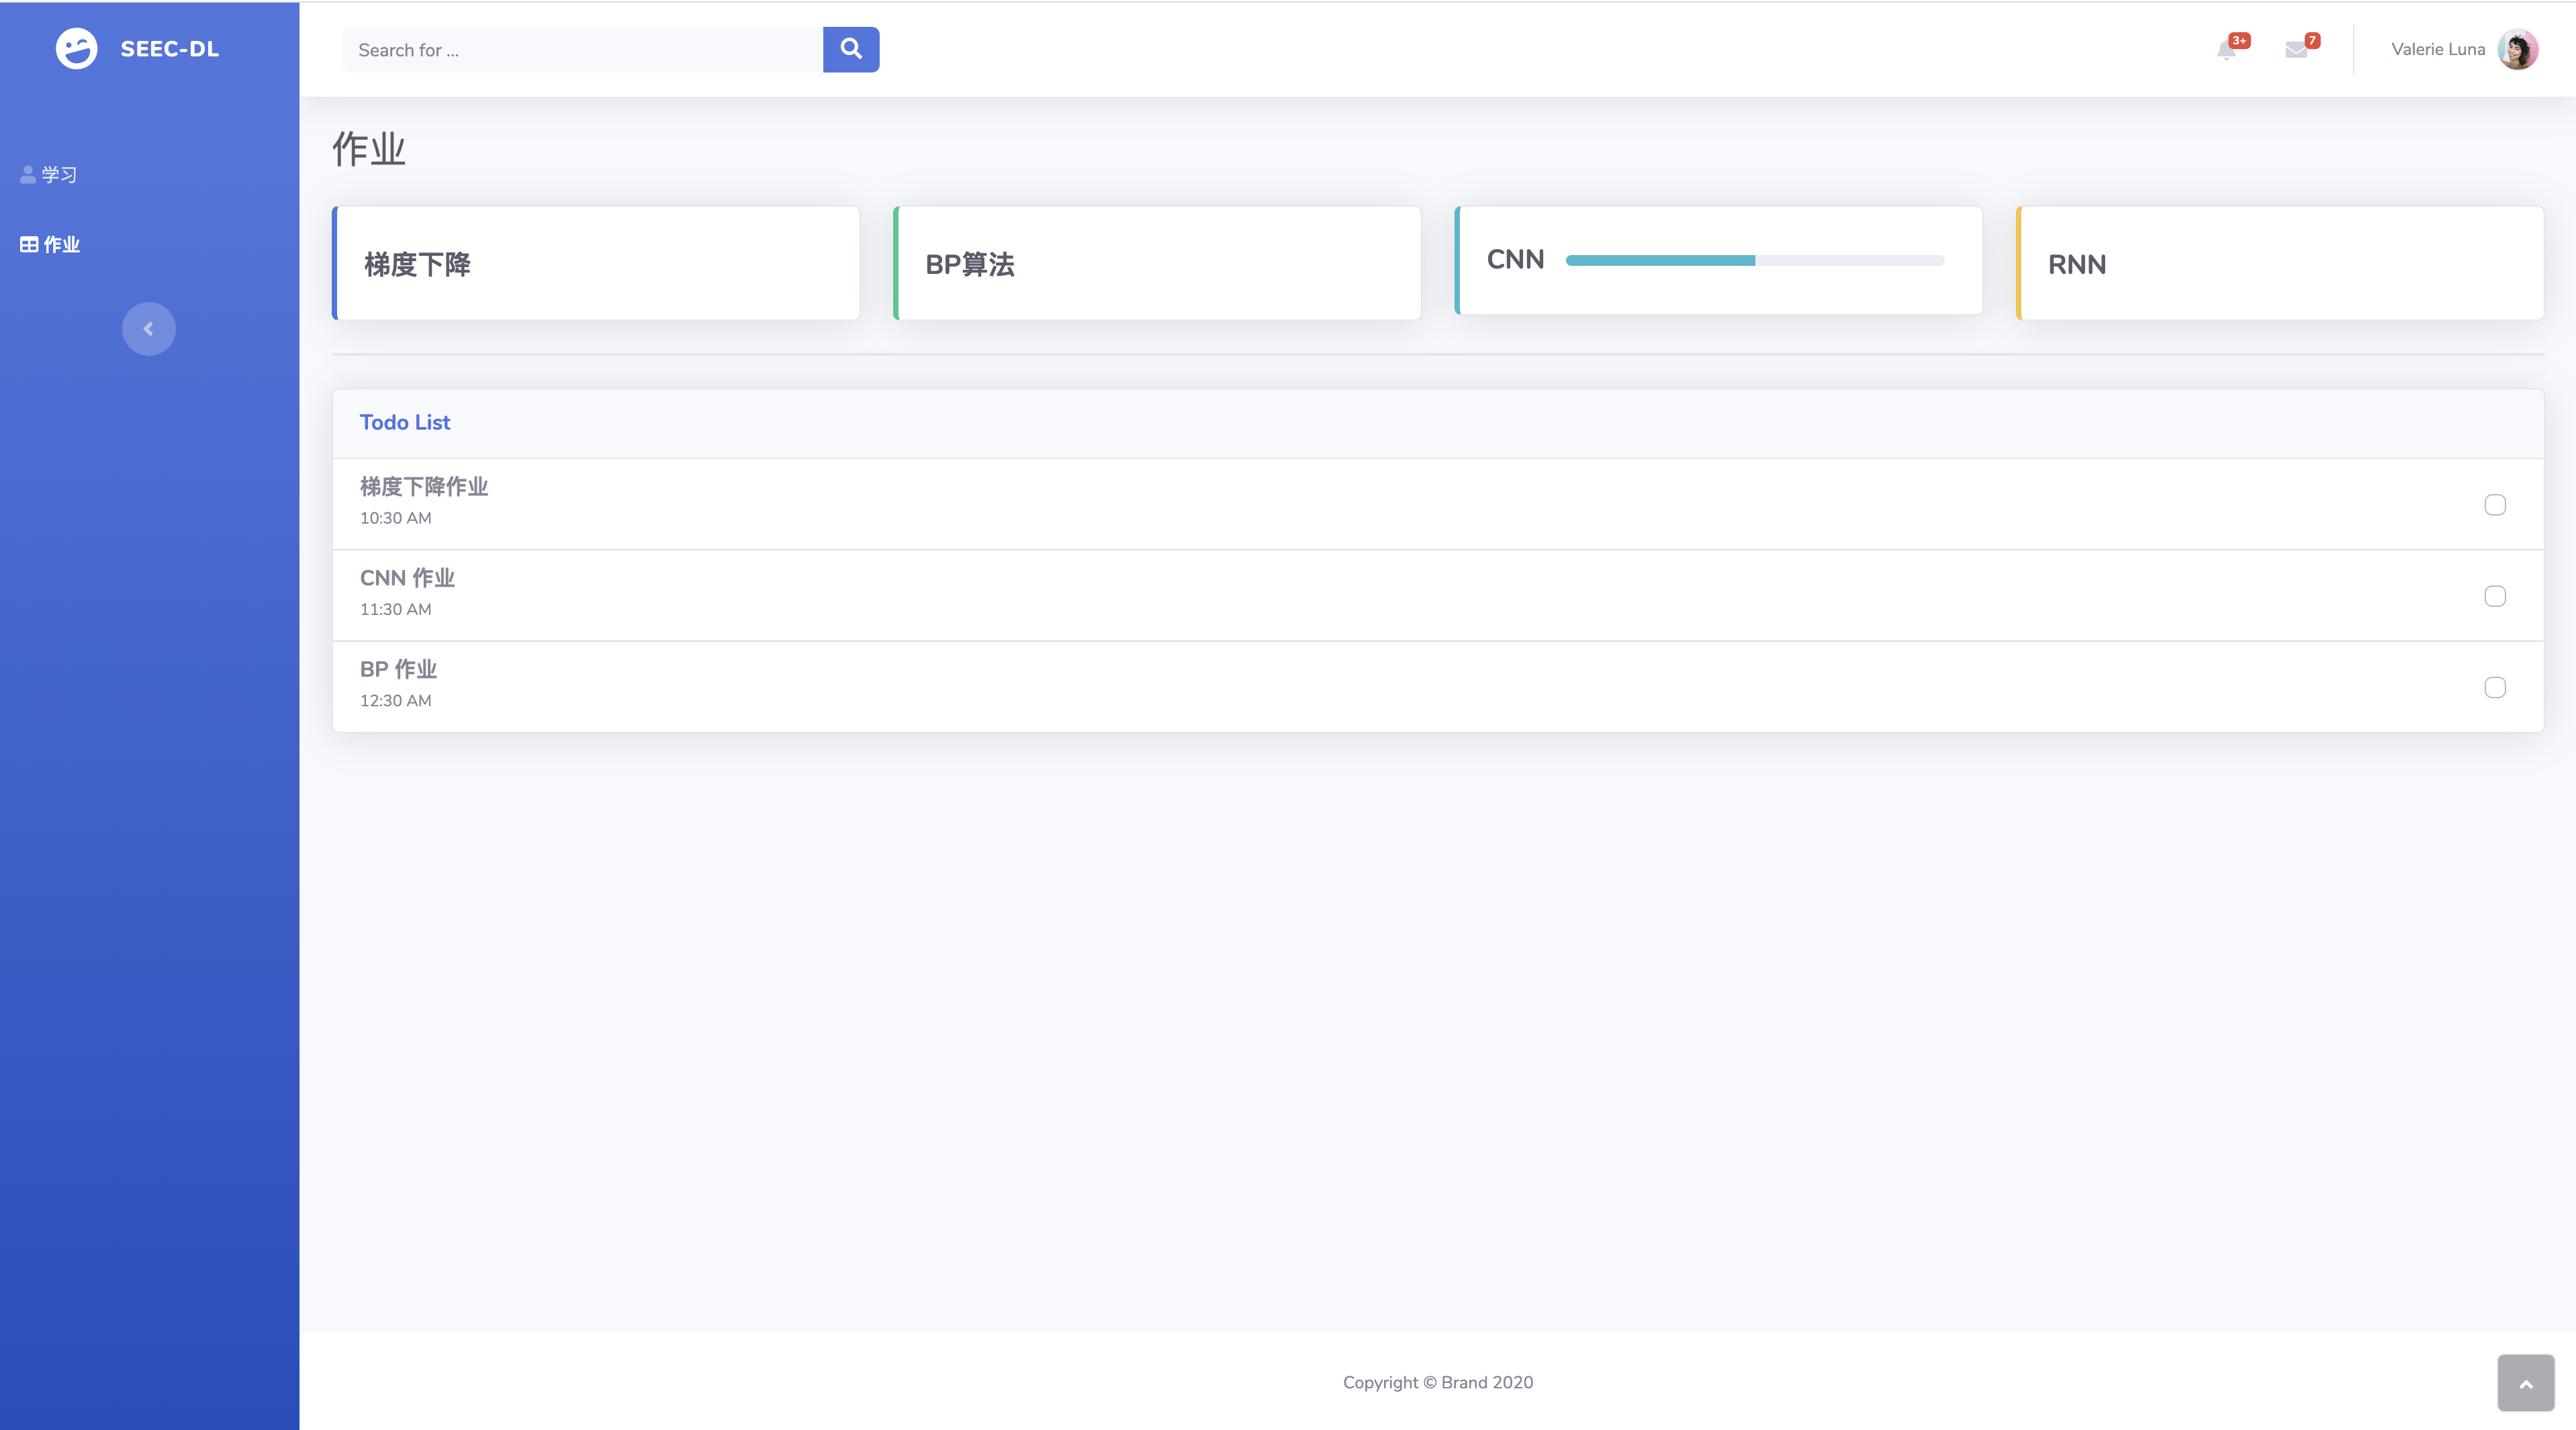 SEEC-DL
Search for ...
3+
7
Valerie Luna
学习
作业
作业
梯度下降
BP算法
CNN
RNN
Todo List
梯度下降作业
10:30 AM
CNN 作业
11:30 AM
BP 作业
12:30 AM
Copyright © Brand 2020